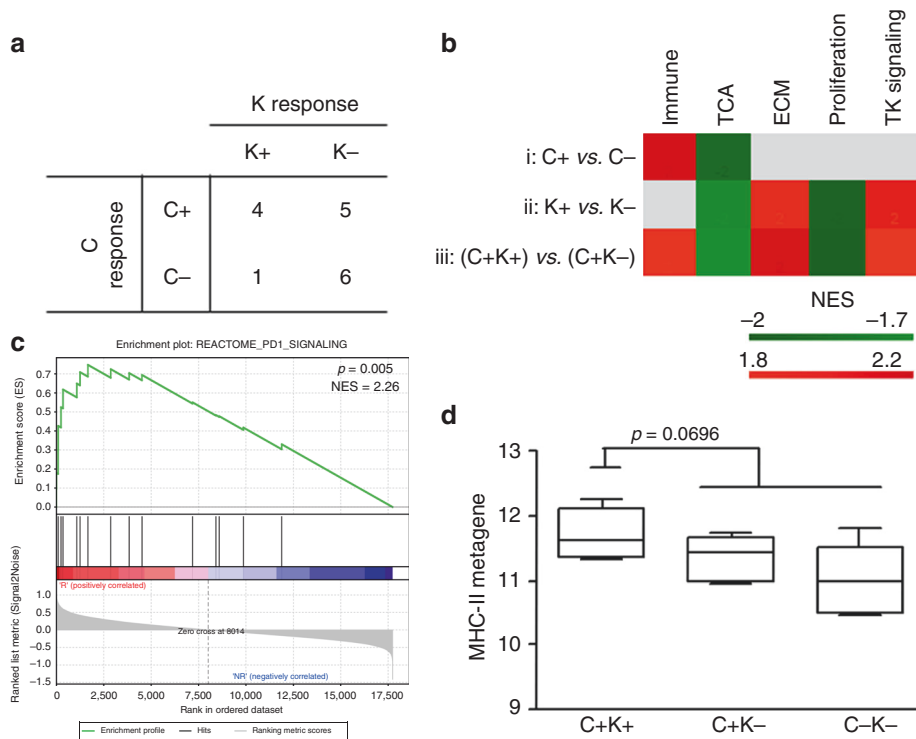 a
K response
K+ K–
C response
C+ 4 5
C– 1 6
b
Immune
TCA
ECM
Proliferation
TK signaling
i: C+ vs. C–
ii: K+ vs. K–
iii: (C+K+) vs. (C+K–)
NES
–2 –1.7
1.8 2.2
c
Enrichment plot: REACTOME_PD1_SIGNALING
p = 0.005
NES = 2.26
Enrichment score (ES)
0.7
0.6
0.5
0.4
0.3
0.2
0.1
0.0
'R' (positively correlated)
Ranked list metric (Signal2Noise)
1.0
0.5
0.0
–0.5
–1.0
–1.5
Zero cross at 8014
'NR' (negatively correlated)
0 2,500 5,000 7,500 10,000 12,500 15,000 17,500
Rank in ordered dataset
Enrichment profile Hits Ranking metric scores
d
p = 0.0696
MHC-II metagene
13
12
11
10
9
C+K+ C+K– C–K–